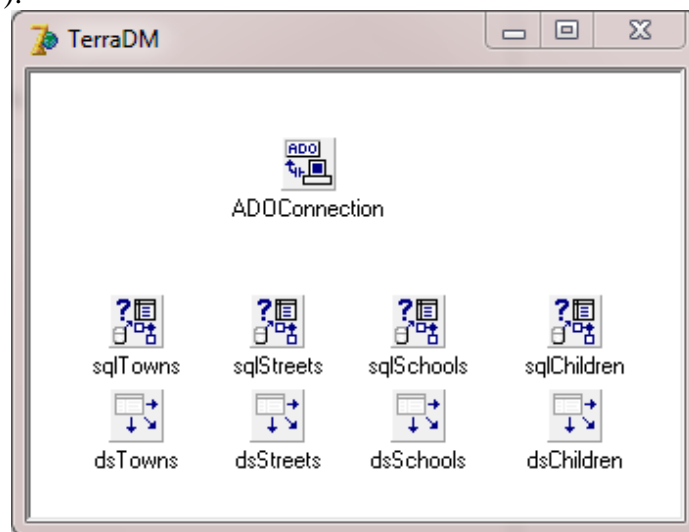 ).
TerraDM
ADO
ADOConnection
? ? ? ?
sqlTowns sqlStreets sqlSchools sqlChildren
dsTowns dsStreets dsSchools dsChildren